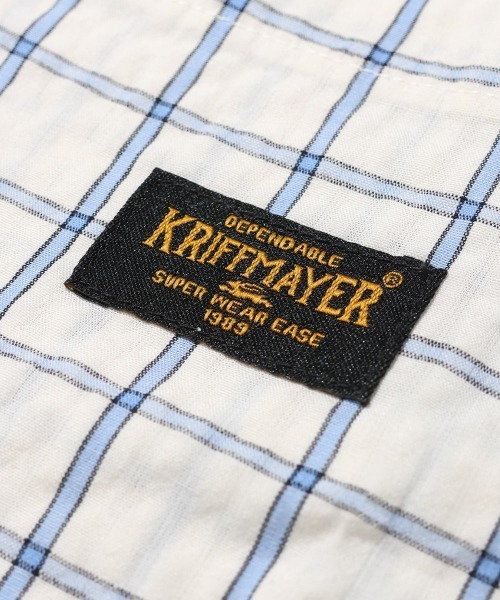 DEPENDABLE
KRIFFMAYER®
SUPER WEAR EASE
1989